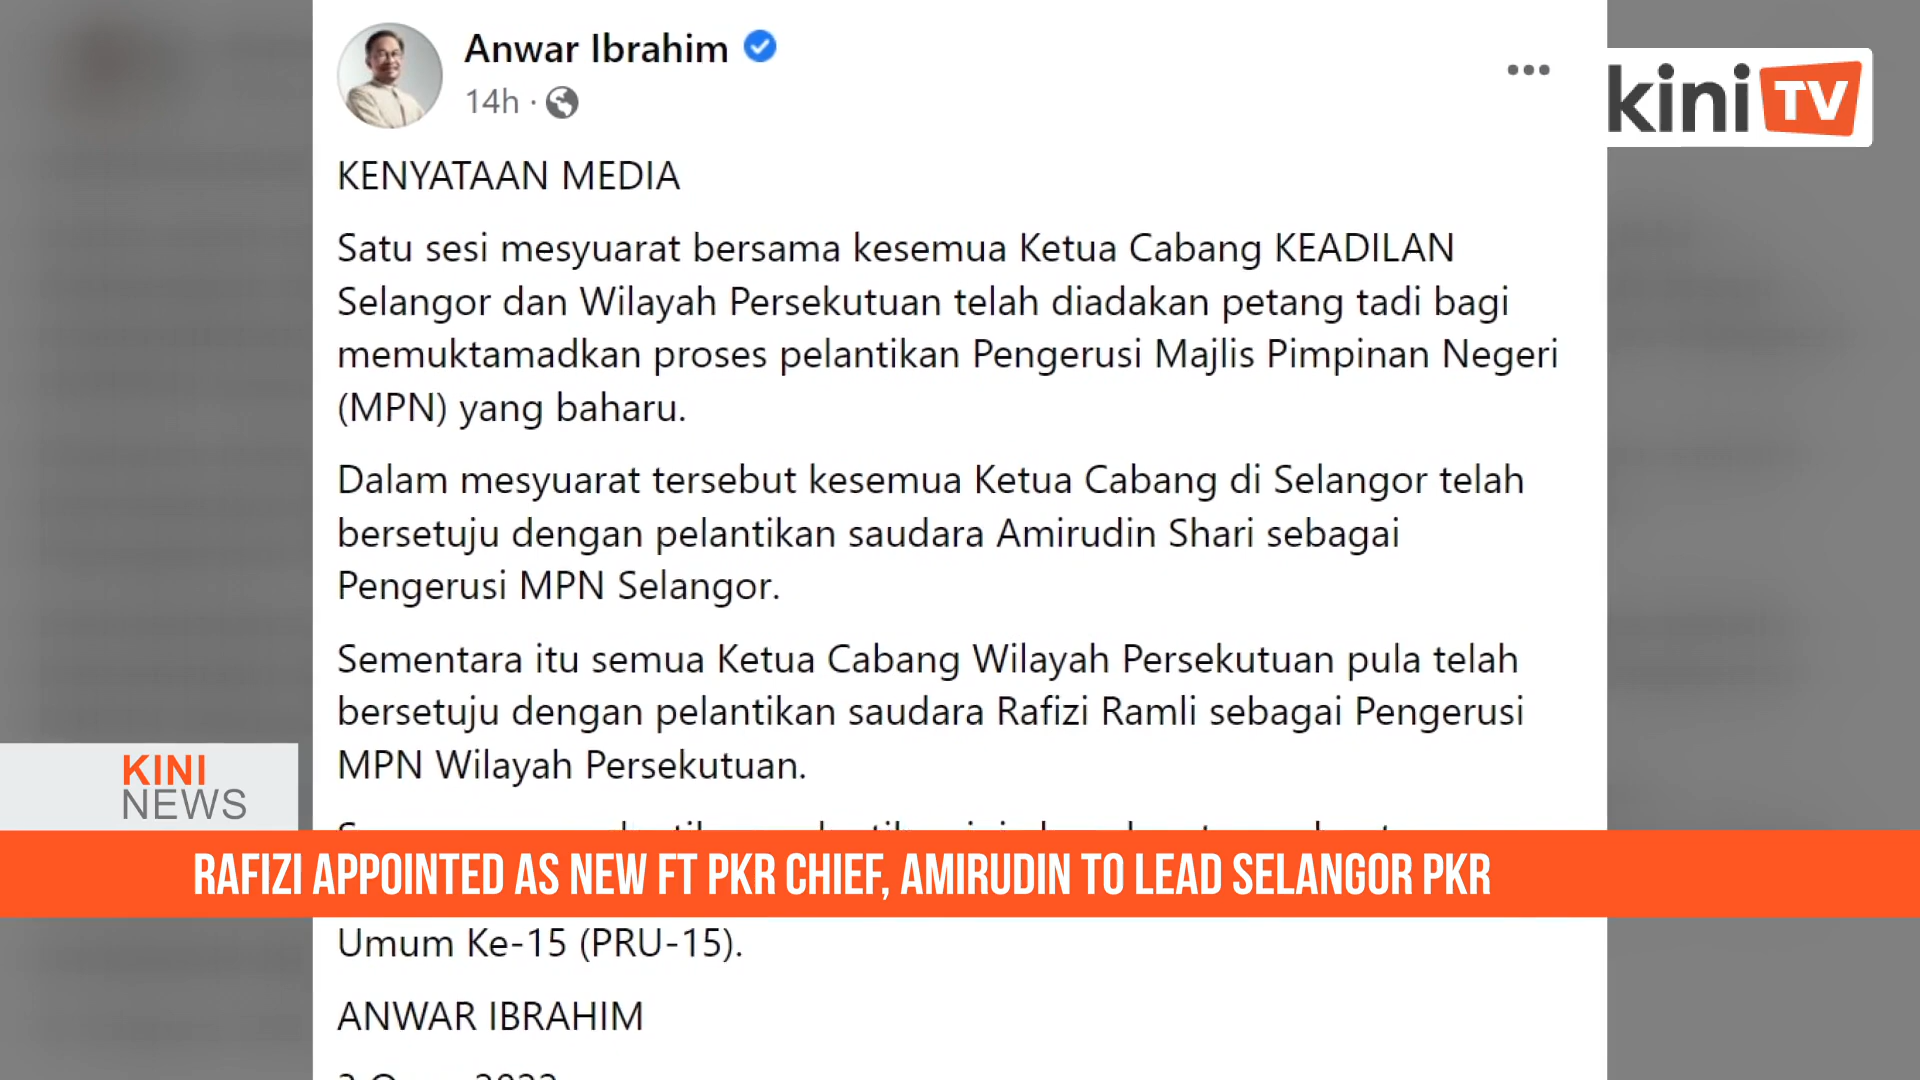 Anwar Ibrahim
14h ·
kini TV
KENYATAAN MEDIA
Satu sesi mesyuarat bersama kesemua Ketua Cabang KEADILAN
Selangor dan Wilayah Persekutuan telah diadakan petang tadi bagi
memuktamadkan proses pelantikan Pengerusi Majlis Pimpinan Negeri
(MPN) yang baharu.
Dalam mesyuarat tersebut kesemua Ketua Cabang di Selangor telah
bersetuju dengan pelantikan saudara Amirudin Shari sebagai
Pengerusi MPN Selangor.
Sementara itu semua Ketua Cabang Wilayah Persekutuan pula telah
bersetuju dengan pelantikan saudara Rafizi Ramli sebagai Pengerusi
MPN Wilayah Persekutuan.
KINI
NEWS
RAFIZI APPOINTED AS NEW FT PKR CHIEF, AMIRUDIN TO LEAD SELANGOR PKR
Umum Ke-15 (PRU-15).
ANWAR IBRAHIM